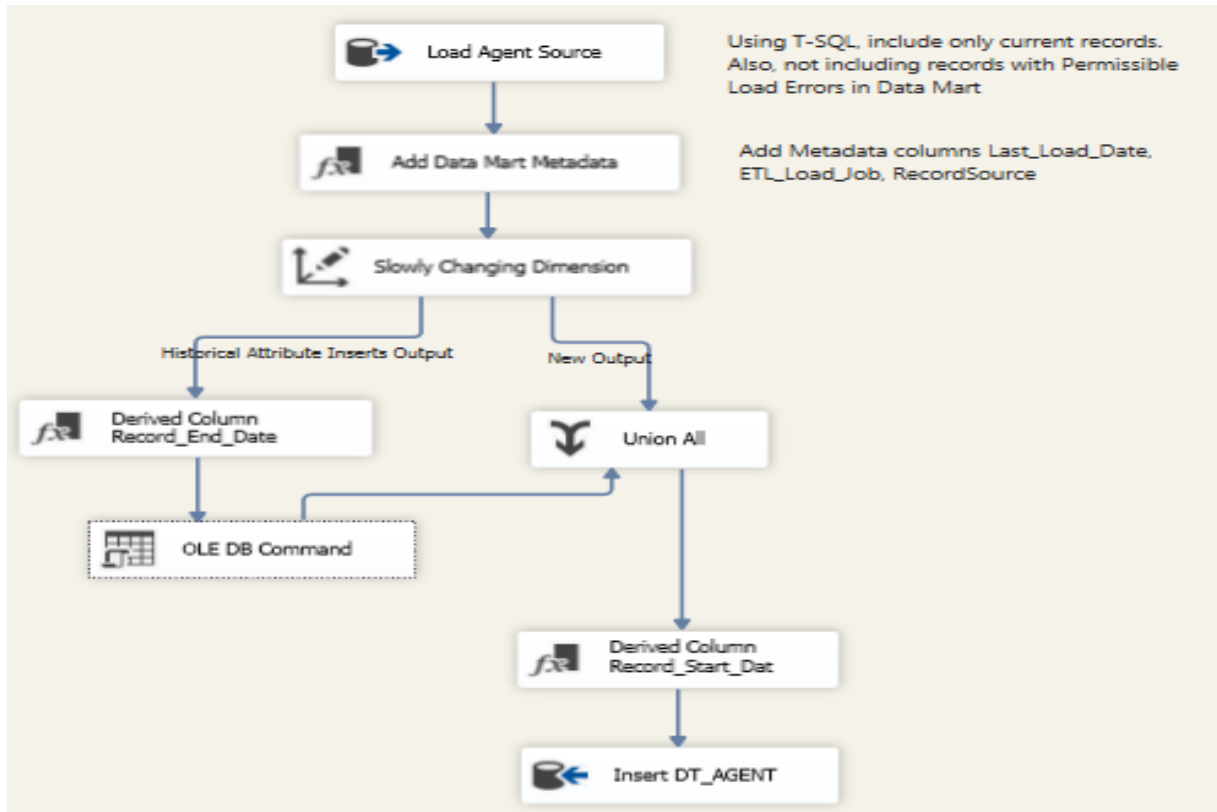 Load Agent Source
Using T-SQL, include only current records.
Also, not including records with Permissible
Load Errors in Data Mart
Add Data Mart Metadata
Add Metadata columns Last_Load_Date,
ETL_Load_Job, RecordSource
Slowly Changing Dimension
Historical Attribute Inserts Output
New Output
Derived Column
Record_End_Date
Union All
OLE DB Command
Derived Column
Record_Start_Dat
Insert DT_AGENT